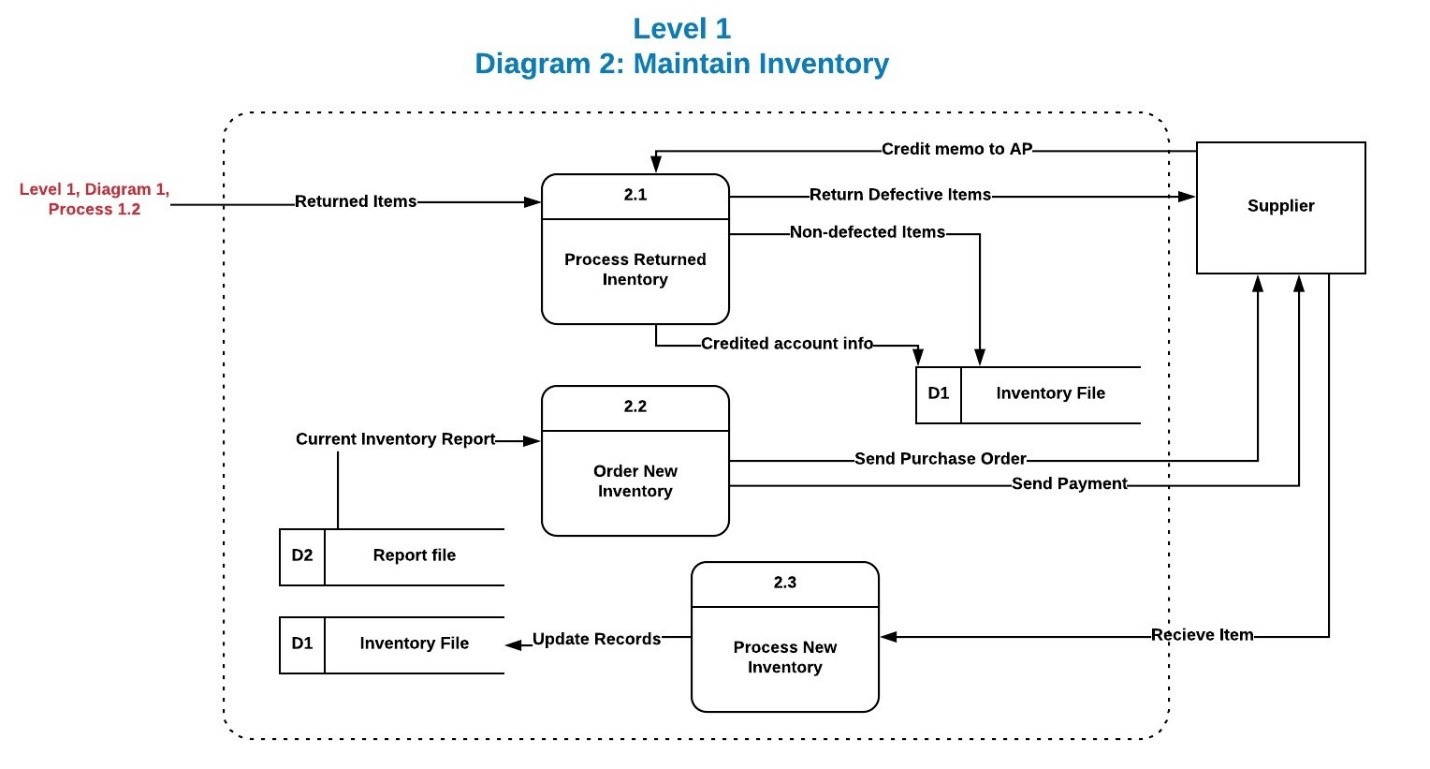 Level 1
Diagram 2: Maintain Inventory
Credit memo to AP
Level 1, Diagram 1,
Process 1.2
Returned Items
2.1
Return Defective Items
Supplier
Non-defected Items
Process Returned
Inentory
Credited account info
D1
Inventory File
2.2
Current Inventory Report
Send Purchase Order
Order New
Inventory
Send Payment
D2
Report file
2.3
D1
Inventory File
Update Records
Process New
Inventory
Recieve Item